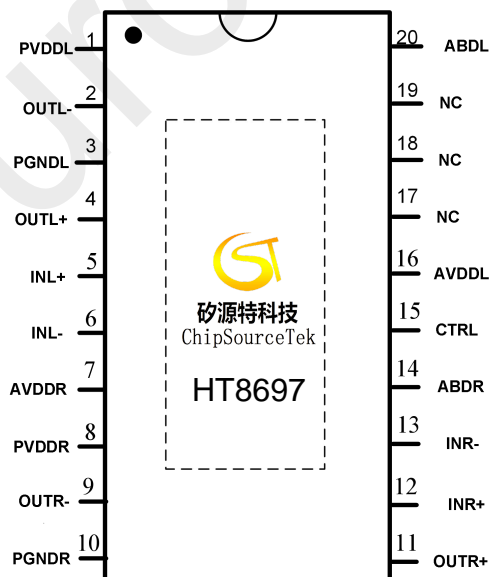 PVDDL 1 20 ABDL
OUTL- 2 19 NC
PGNDL 3 18 NC
OUTL+ 4 17 NC
INL+ 5 16 AVDDL
INL- 6 15 CTRL
AVDDR 7 14 ABDR
PVDDR 8 13 INR-
OUTR- 9 12 INR+
PGNDR 10 11 OUTR+
矽源特科技
ChipSourceTek
HT8697